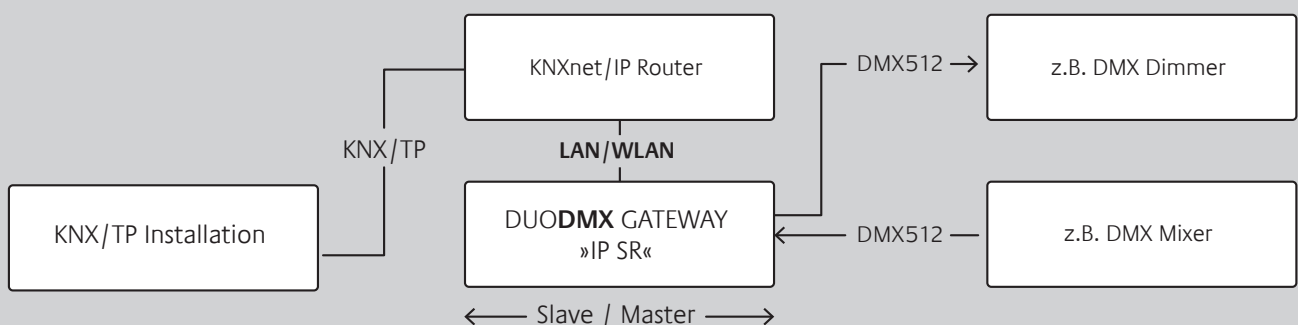 KNXnet/IP Router
DMX512
z.B. DMX Dimmer
KNX/TP
LAN/WLAN
KNX/TP Installation
DUODMX GATEWAY
»IP SR«
DMX512
z.B. DMX Mixer
Slave / Master